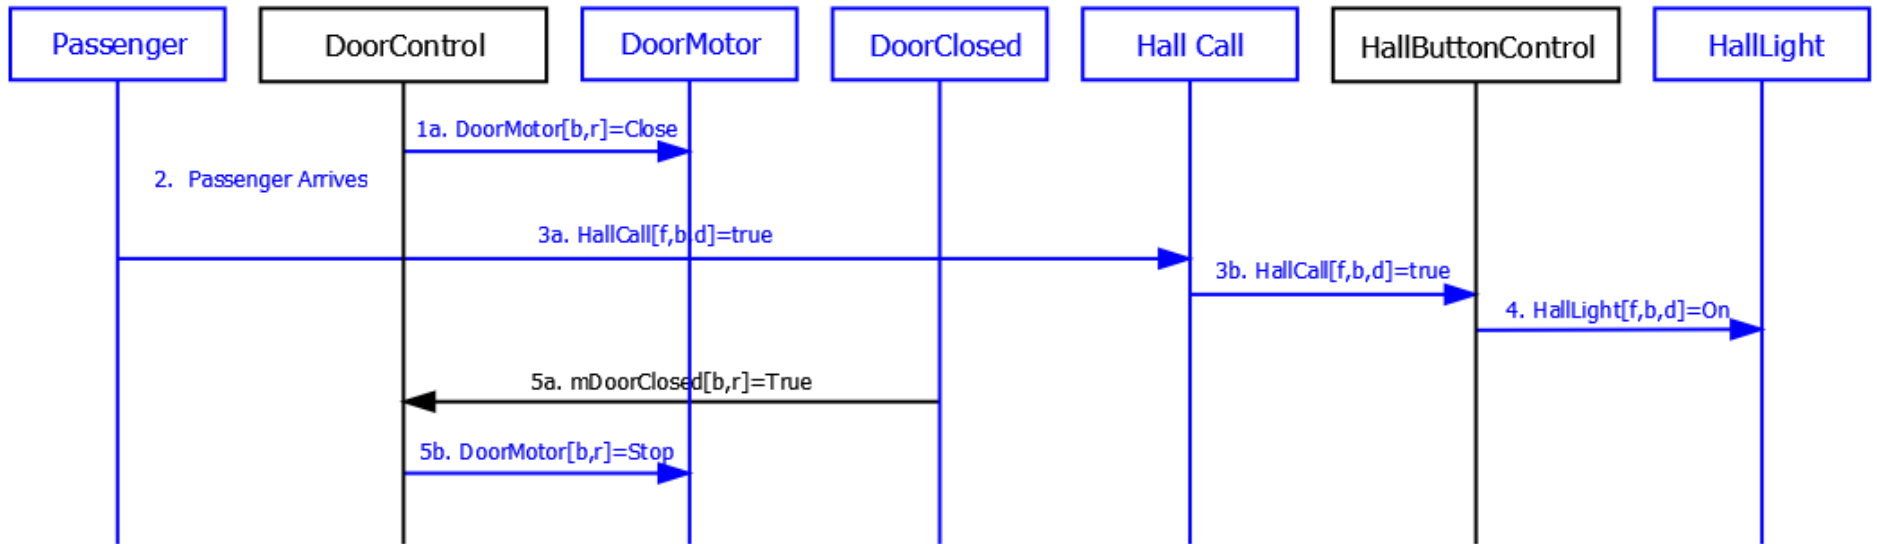 Passenger
DoorControl
DoorMotor
DoorClosed
Hall Call
HallButtonControl
HallLight
1a. DoorMotor[b,r]=Close
2. Passenger Arrives
3a. HallCall[f,b,d]=true
3b. HallCall[f,b,d]=true
4. HallLight[f,b,d]=On
5a. mDoorClosed[b,r]=True
5b. DoorMotor[b,r]=Stop